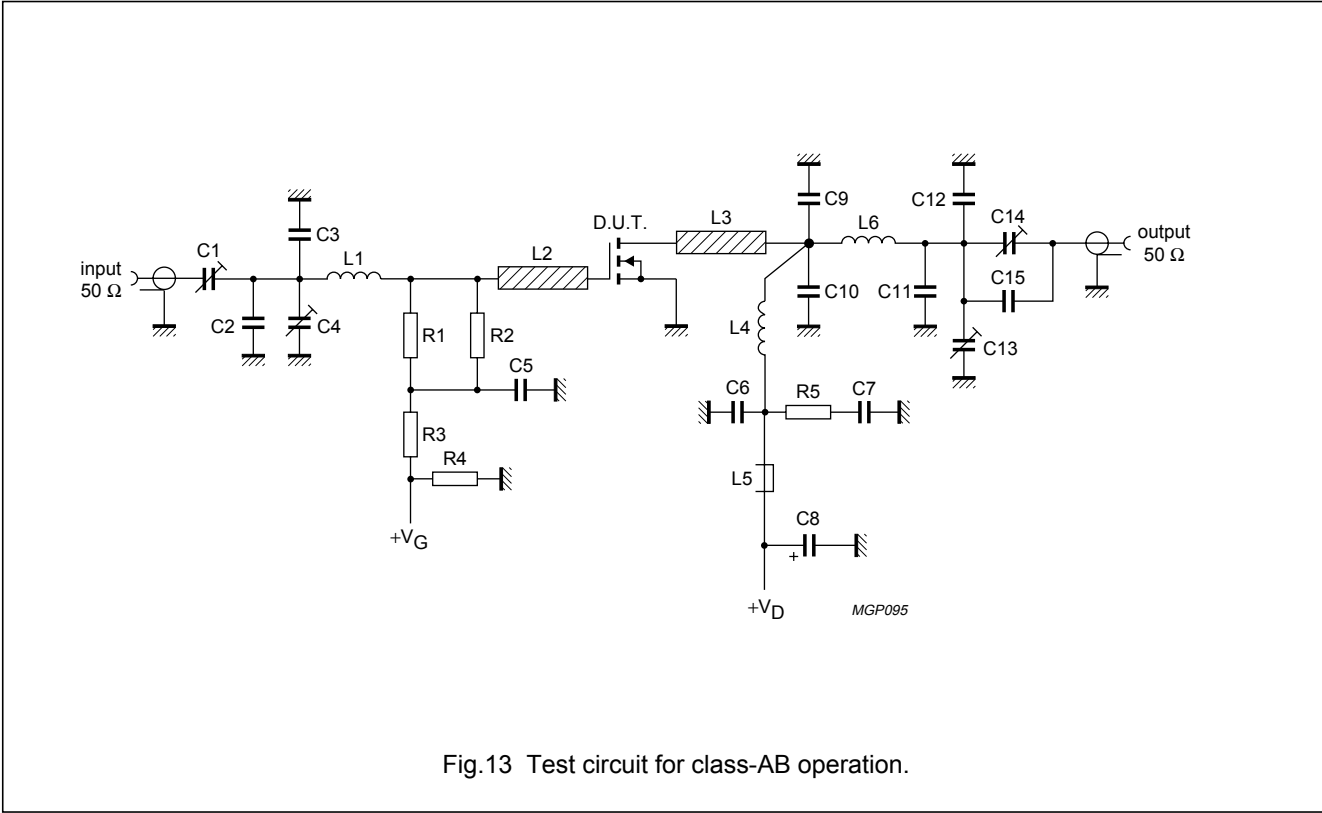 C9
C12
D.U.T.
L3
L6
C14
output
50 Ω
C3
C1
L1
L2
input
50 Ω
C15
C10
C11
C2
C4
R1
R2
L4
C13
C5
C6
R5
C7
R3
R4
L5
C8
+
+VG
+VD
MGP095
Fig.13 Test circuit for class-AB operation.